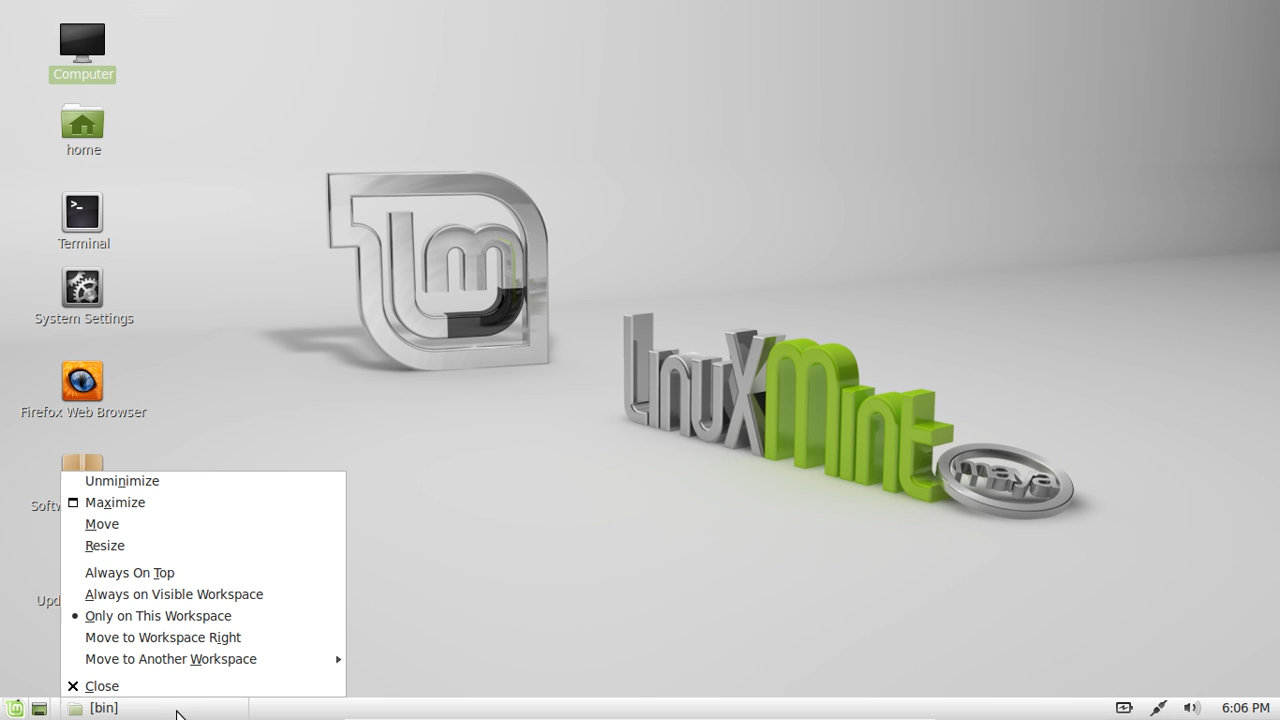 Computer
home
Terminal
System Settings
Firefox Web Browser
Softw
Upd
Unminimize
Maximize
Move
Resize
Always On Top
Always on Visible Workspace
Only on This Workspace
Move to Workspace Right
Move to Another Workspace
Close
lm
LinuxMint
maya
[bin]
6:06 PM